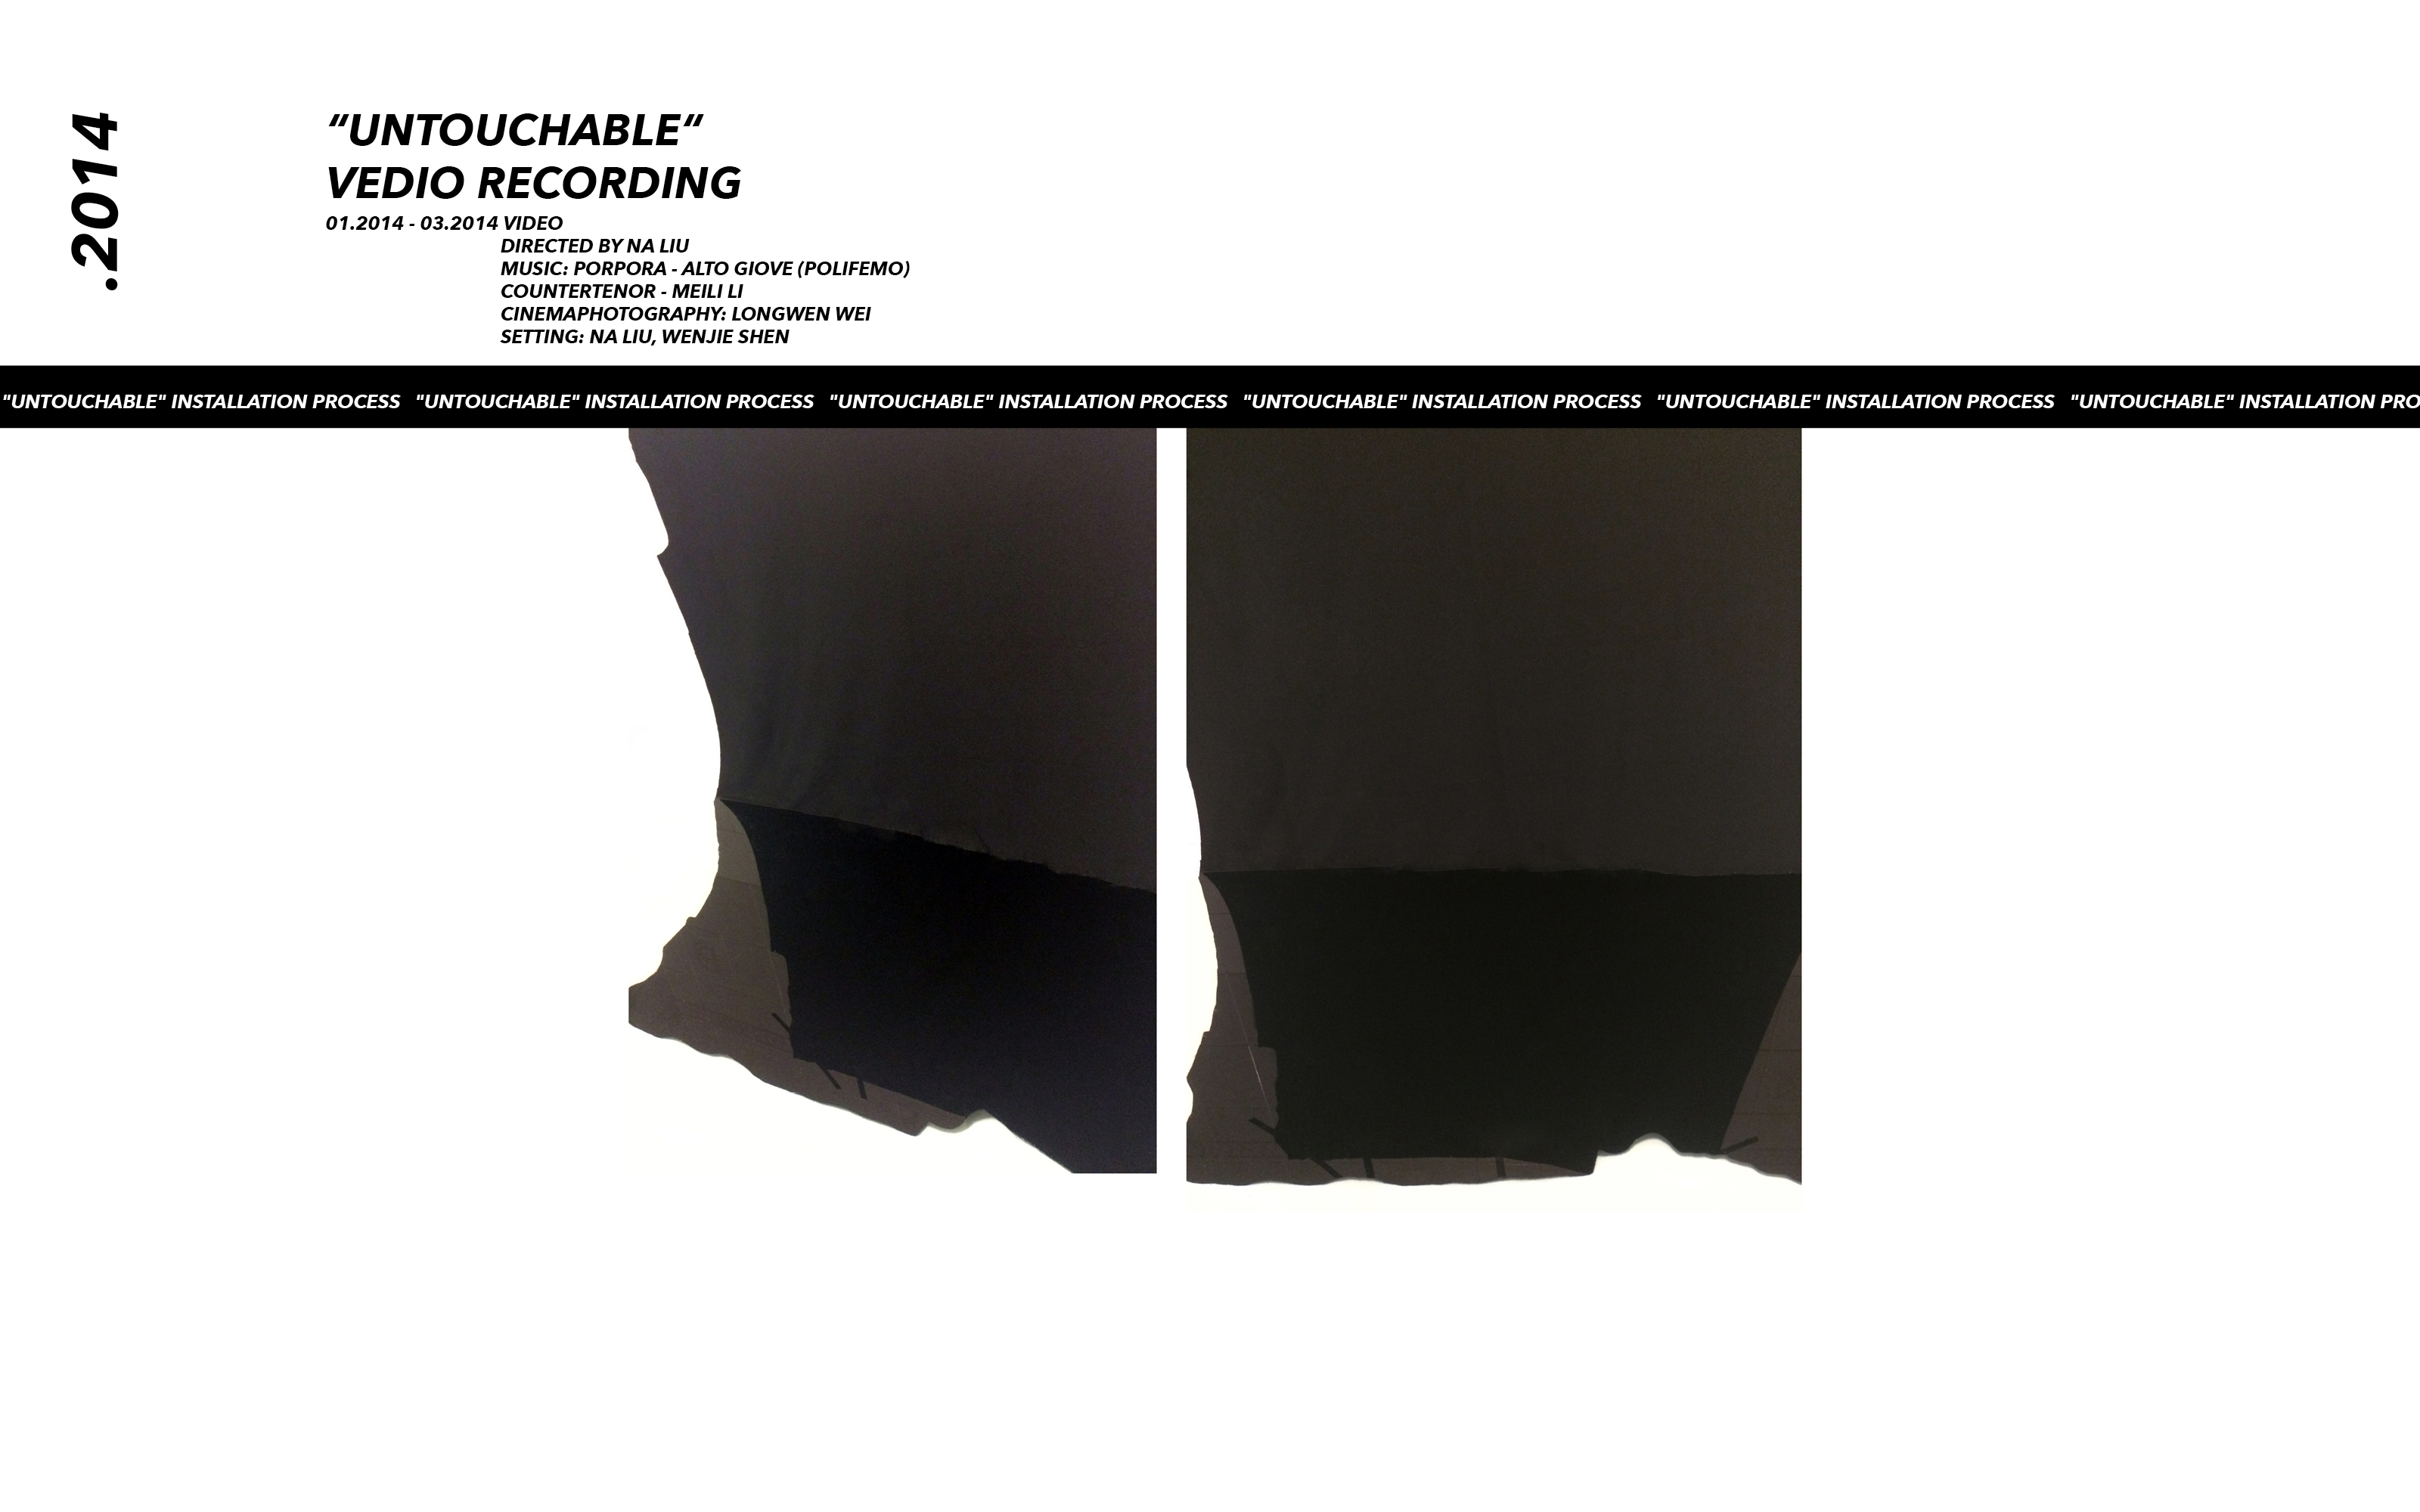 .2014
“UNTOUCHABLE“
VEDIO RECORDING
01.2014 - 03.2014 VIDEO
DIRECTED BY NA LIU
MUSIC: PORPORA - ALTO GIOVE (POLIFEMO)
COUNTERTENOR - MEILI LI
CINEMAPHOTOGRAPHY: LONGWEN WEI
SETTING: NA LIU, WENJIE SHEN
"UNTOUCHABLE" INSTALLATION PROCESS "UNTOUCHABLE" INSTALLATION PROCESS "UNTOUCHABLE" INSTALLATION PROCESS "UNTOUCHABLE" INSTALLATION PROCESS "UNTOUCHABLE" INSTALLATION PROCESS "UNTOUCHABLE" INSTALLATION PRO